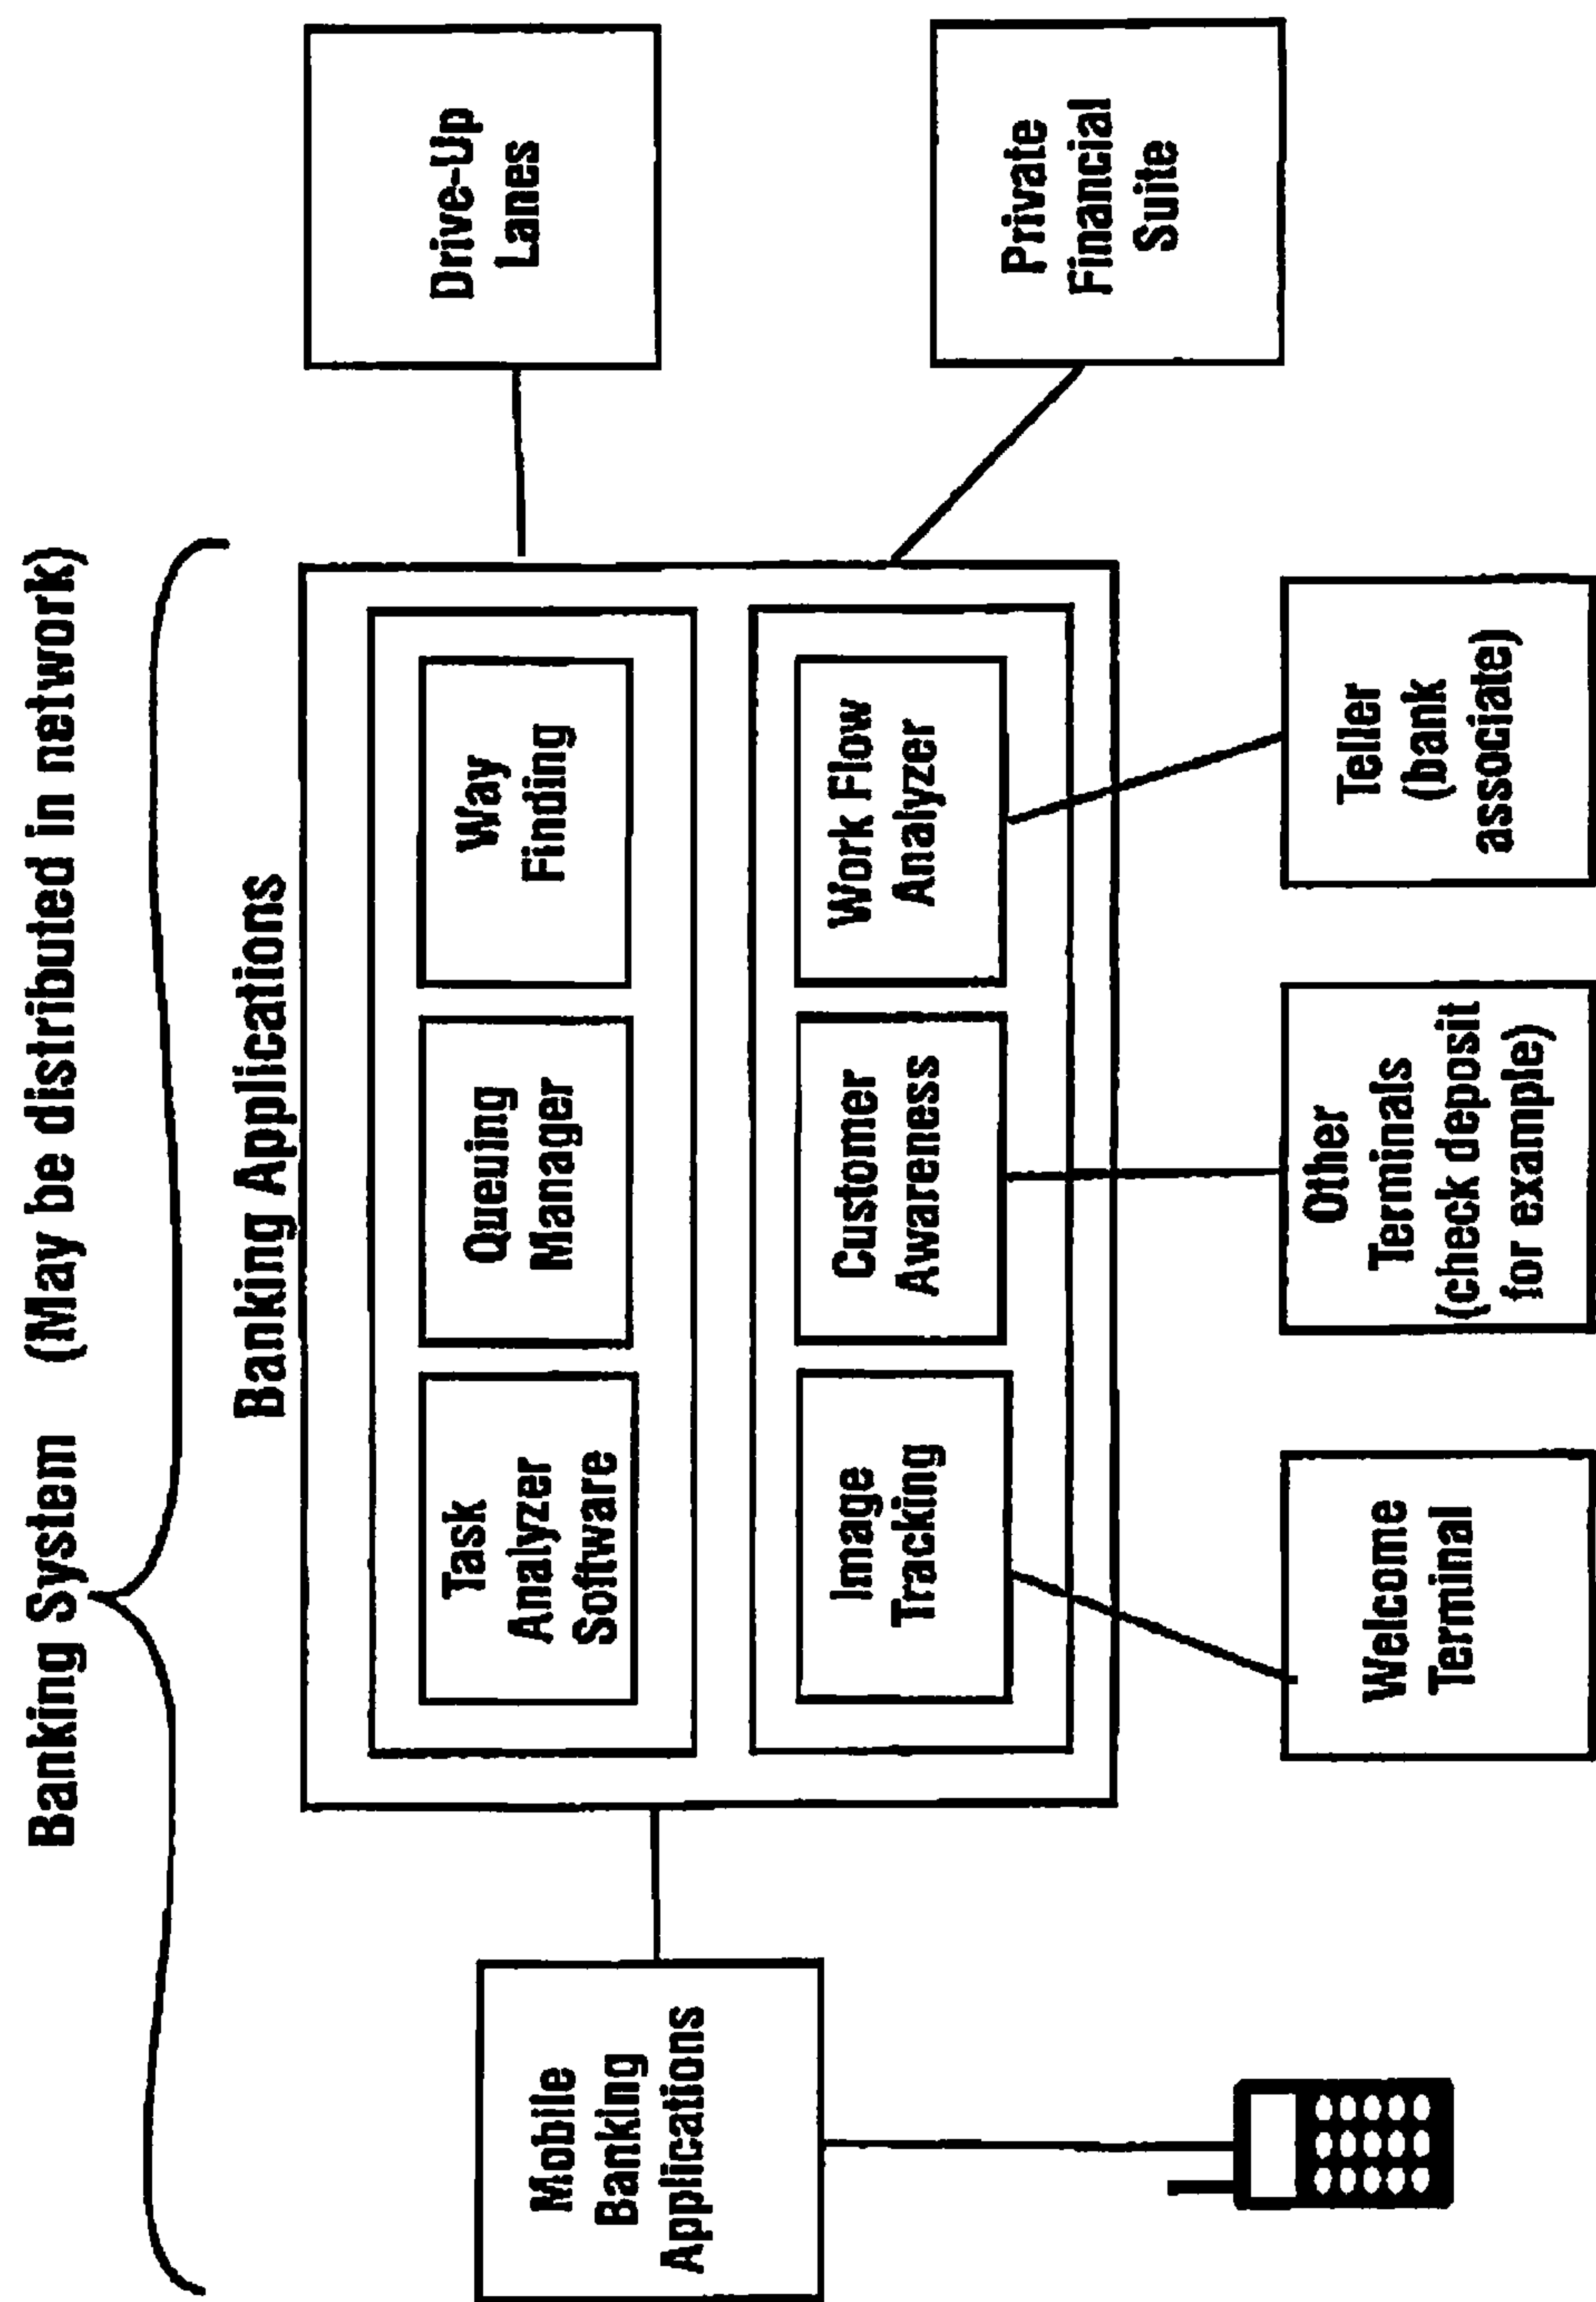 Banking System (May be distributed in network)
Banking Applications
Mobile
Banking
Applications
Task
Analyzer
Software
Queuing
Manager
Way
Finding
Image
Tracking
Customer
Awareness
Work Flow
Analyzer
Drive-Up
Lanes
Private
Financial
Suite
Welcome
Terminal
Other
Terminals
(check deposit
for example)
Teller
(bank
associate)